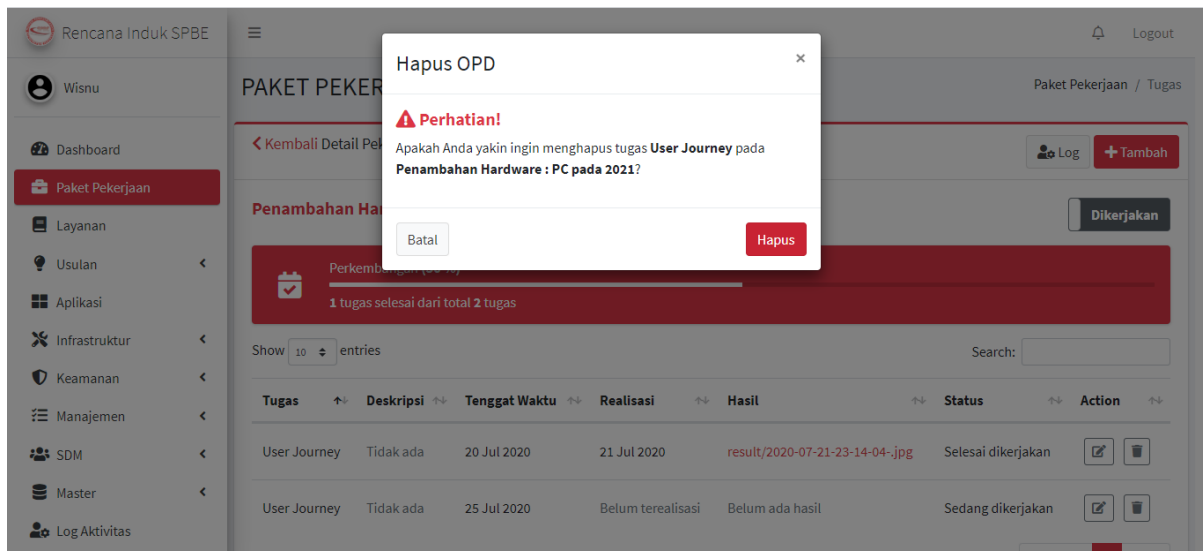 Rencana Induk SPBE
Logout
Wisnu
Dashboard
Paket Pekerjaan
Layanan
Usulan
Aplikasi
Infrastruktur
Keamanan
Manajemen
SDM
Master
Log Aktivitas
PAKET PEKER
Paket Pekerjaan / Tugas
Hapus OPD ×
Perhatian!
Apakah Anda yakin ingin menghapus tugas User Journey pada
Penambahan Hardware : PC pada 2021?
Batal Hapus
Kembali Detail Pek
Log + Tambah
Penambahan Har
Dikerjakan
1 tugas selesai dari total 2 tugas
Show 10 entries
Search:
Tugas Deskripsi Tenggat Waktu Realisasi Hasil Status Action
User Journey Tidak ada 20 Jul 2020 21 Jul 2020 result/2020-07-21-23-14-04-.jpg Selesai dikerjakan
User Journey Tidak ada 25 Jul 2020 Belum terealisasi Belum ada hasil Sedang dikerjakan